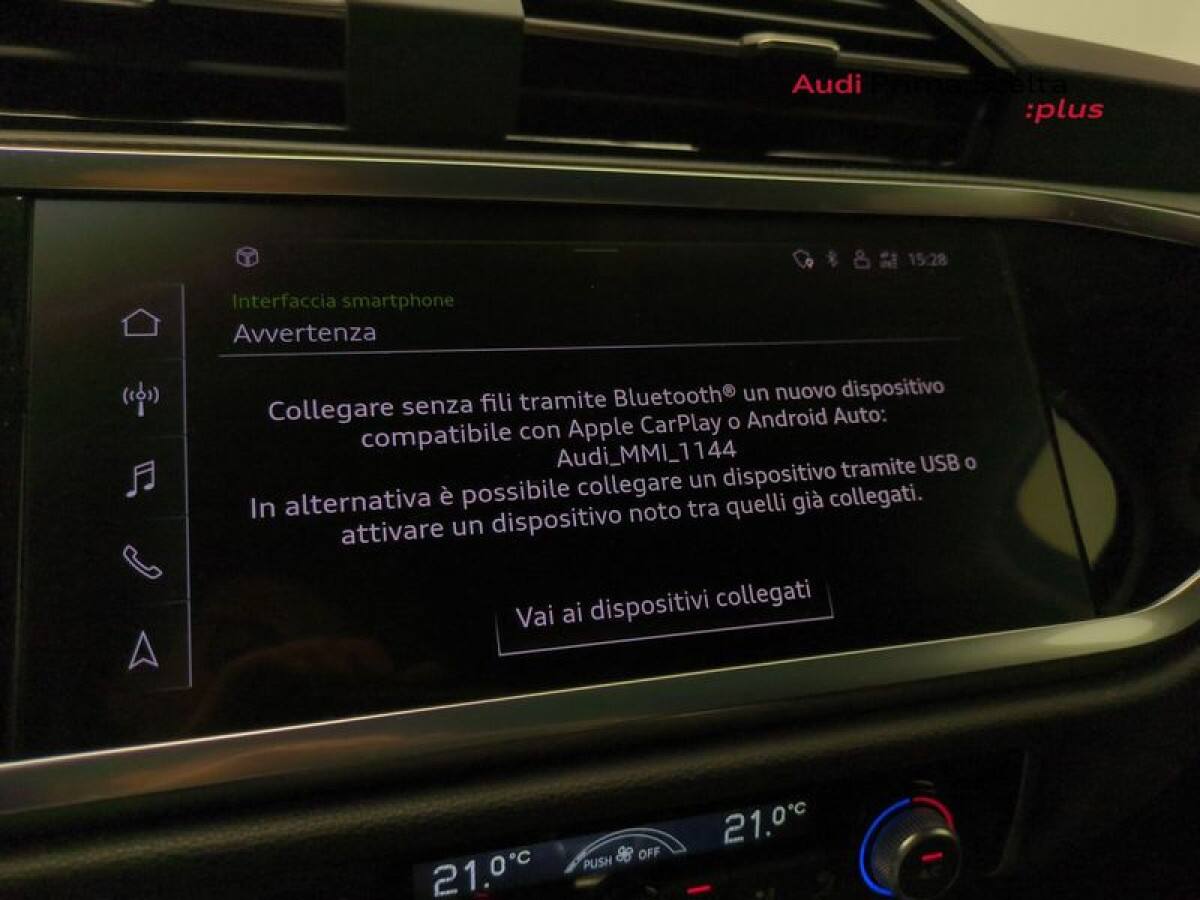 Audi Prima Scelta
:plus
15:28
Interfaccia smartphone
Avvertenza
Collegare senza fili tramite Bluetooth® un nuovo dispositivo
compatibile con Apple CarPlay o Android Auto:
Audi_MMI_1144
In alternativa è possibile collegare un dispositivo tramite USB o
attivare un dispositivo noto tra quelli già collegati.
Vai ai dispositivi collegati
21.0°C
PUSH OFF
21.0°C
A/C